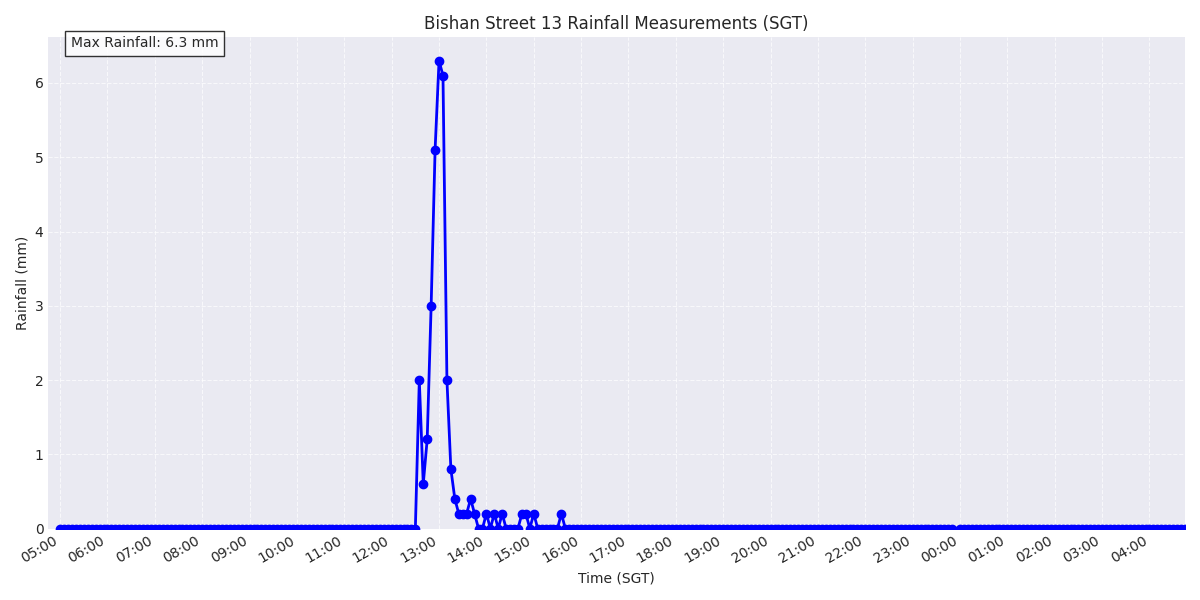 Bishan Street 13 Rainfall Measurements (SGT)
Max Rainfall: 6.3 mm
Rainfall (mm)
6
5
4
3
2
1
0
05:00 06:00 07:00 08:00 09:00 10:00 11:00 12:00 13:00 14:00 15:00 16:00 17:00 18:00 19:00 20:00 21:00 22:00 23:00 00:00 01:00 02:00 03:00 04:00
Time (SGT)